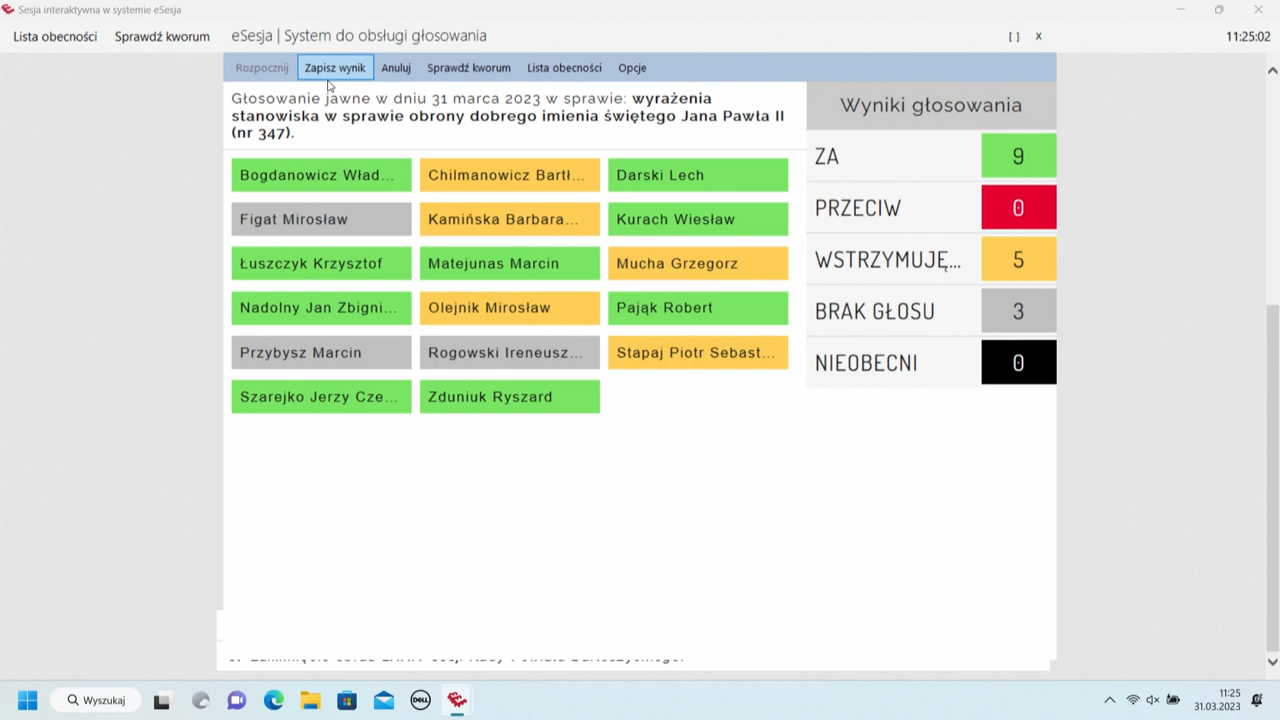 Sesja interaktywna w systemie eSesja
Lista obecności Sprawdź kworum eSesja | System do obsługi głosowania [ ] x 11:25:02
Rozpocznij Zapisz wynik Anuluj Sprawdź kworum Lista obecności Opcje
Głosowanie jawne w dniu 31 marca 2023 w sprawie: wyrażenia
stanowiska w sprawie obrony dobrego imienia świętego Jana Pawła II
(nr 347).
Bogdanowicz Wład... Chilmanowicz Bartł... Darski Lech
Figat Mirosław Kamińska Barbara... Kurach Wiesław
Łuszczyk Krzysztof Matejunas Marcin Mucha Grzegorz
Nadolny Jan Zbigni... Olejnik Mirosław Pająk Robert
Przybysz Marcin Rogowski Ireneusz... Stapaj Piotr Sebast...
Szarejko Jerzy Cze... Zduniuk Ryszard
Wyniki głosowania
ZA 9
PRZECIW 0
WSTRZYMUJĘ... 5
BRAK GŁOSU 3
NIEOBECNI 0
Wyszukaj
DELL
11:25
31.03.2023